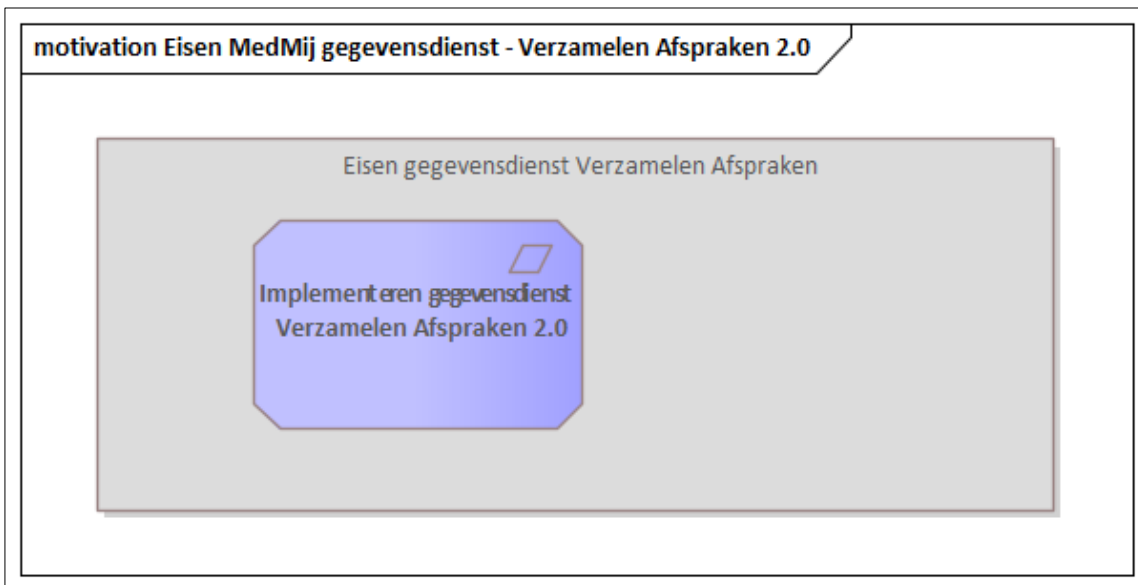 motivation Eisen MedMij gegevensdienst - Verzamelen Afspraken 2.0
Eisen gegevensdienst Verzamelen Afspraken
Implementeren gegevensdienst
Verzamelen Afspraken 2.0